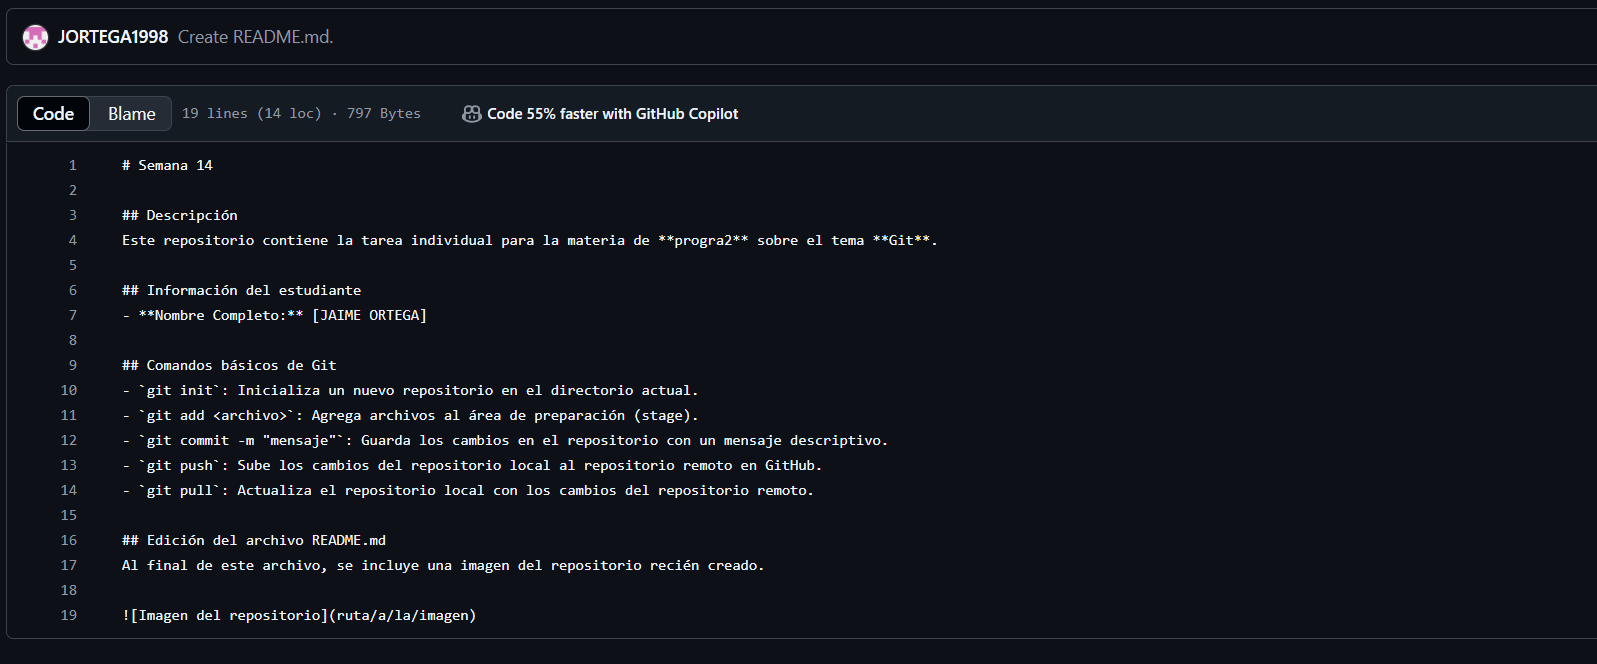 JORTEGA1998 Create README.md.
Code Blame 19 lines (14 loc) · 797 Bytes Code 55% faster with GitHub Copilot
1 # Semana 14
2
3 ## Descripción
4 Este repositorio contiene la tarea individual para la materia de **progra2** sobre el tema **Git**.
5
6 ## Información del estudiante
7 - **Nombre Completo:** [JAIME ORTEGA]
8
9 ## Comandos básicos de Git
10 - `git init`: Inicializa un nuevo repositorio en el directorio actual.
11 - `git add <archivo>`: Agrega archivos al área de preparación (stage).
12 - `git commit -m "mensaje"`: Guarda los cambios en el repositorio con un mensaje descriptivo.
13 - `git push`: Sube los cambios del repositorio local al repositorio remoto en GitHub.
14 - `git pull`: Actualiza el repositorio local con los cambios del repositorio remoto.
15
16 ## Edición del archivo README.md
17 Al final de este archivo, se incluye una imagen del repositorio recién creado.
18
19 ![Imagen del repositorio](ruta/a/la/imagen)